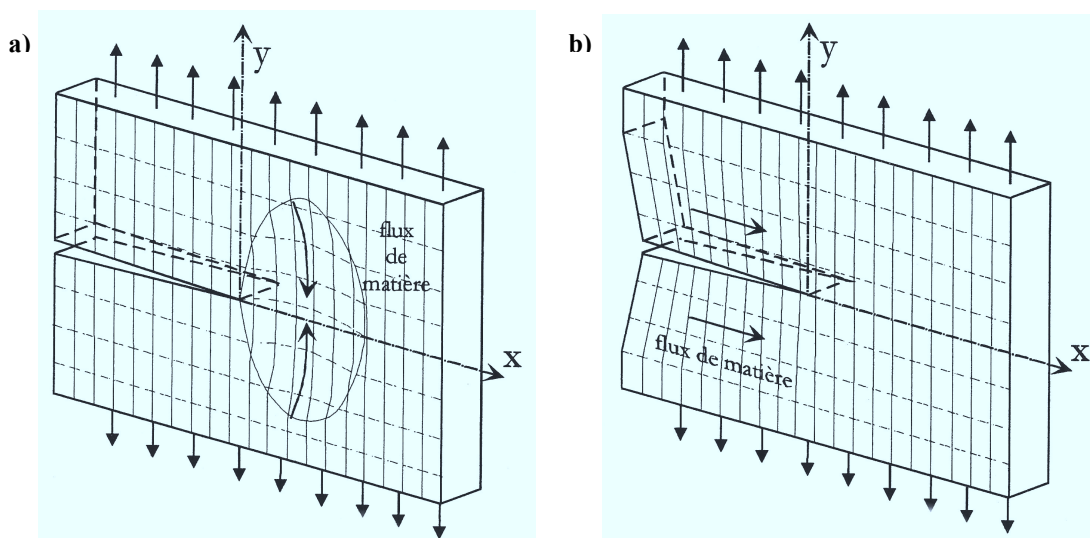 a)
y
flux
de
matière
x
b)
y
flux de matière
x